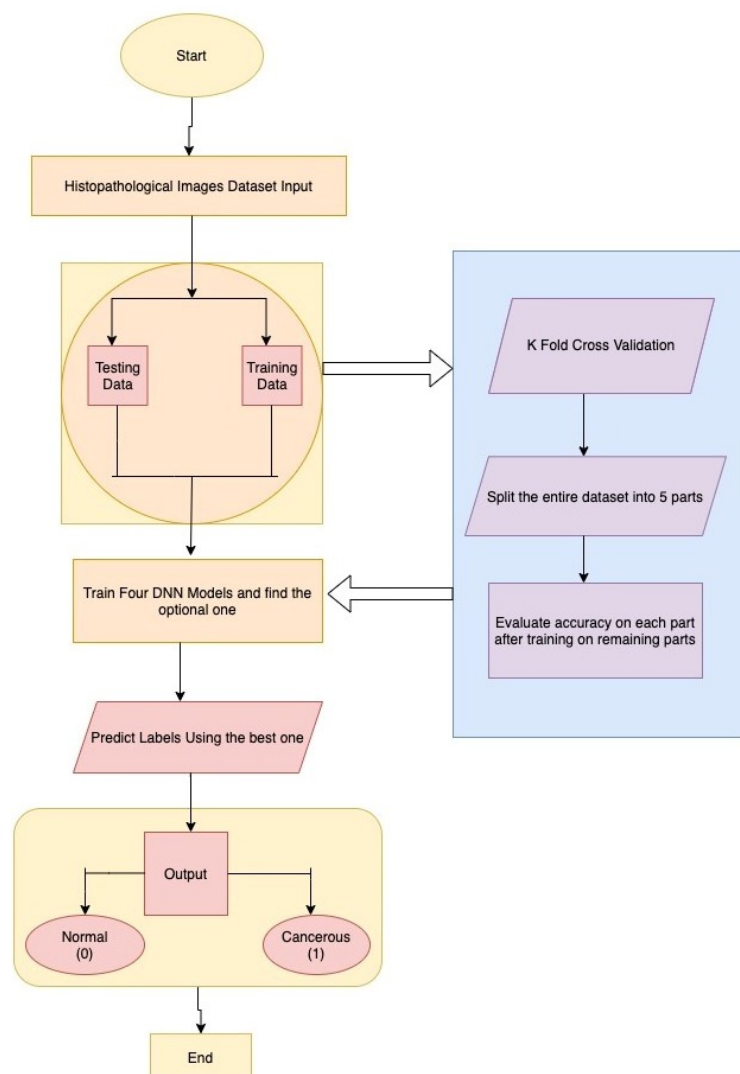 Start
Histopathological Images Dataset Input
Testing
Data
Training
Data
K Fold Cross Validation
Split the entire dataset into 5 parts
Evaluate accuracy on each part
after training on remaining parts
Train Four DNN Models and find the
optional one
Predict Labels Using the best one
Output
Normal
(0)
Cancerous
(1)
End